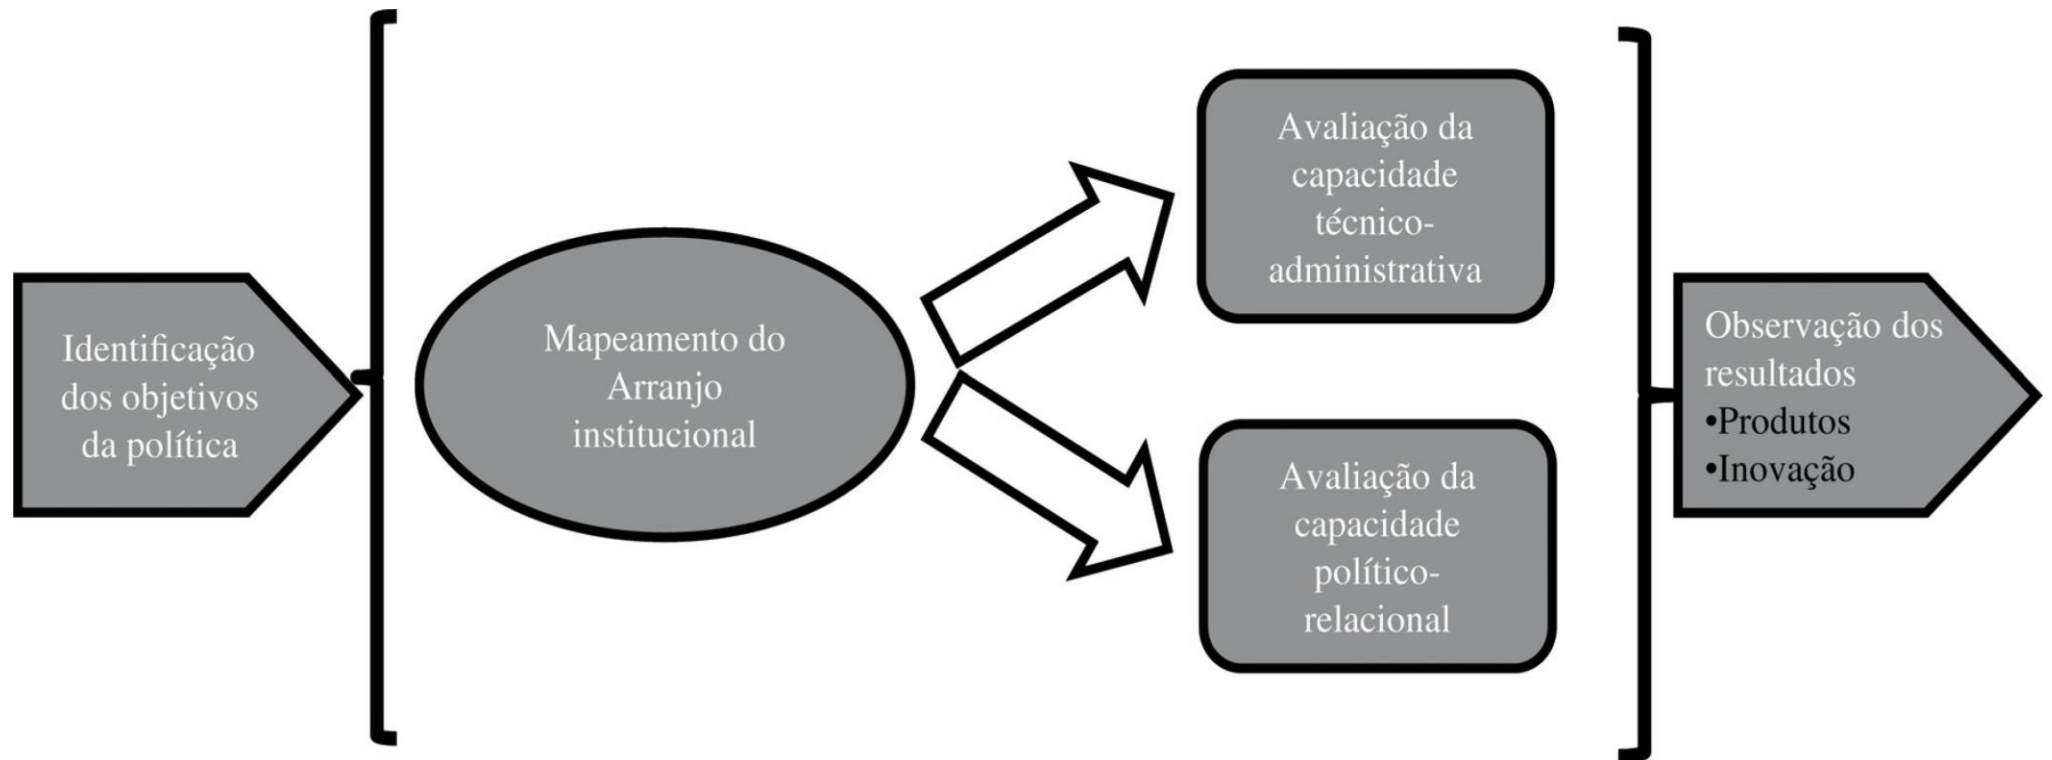 Identificação
dos objetivos
da política
Mapeamento do
Arranjo
institucional
Avaliação da
capacidade
técnico-
administrativa
Avaliação da
capacidade
político-
relacional
Observação dos
resultados
•Produtos
•Inovação